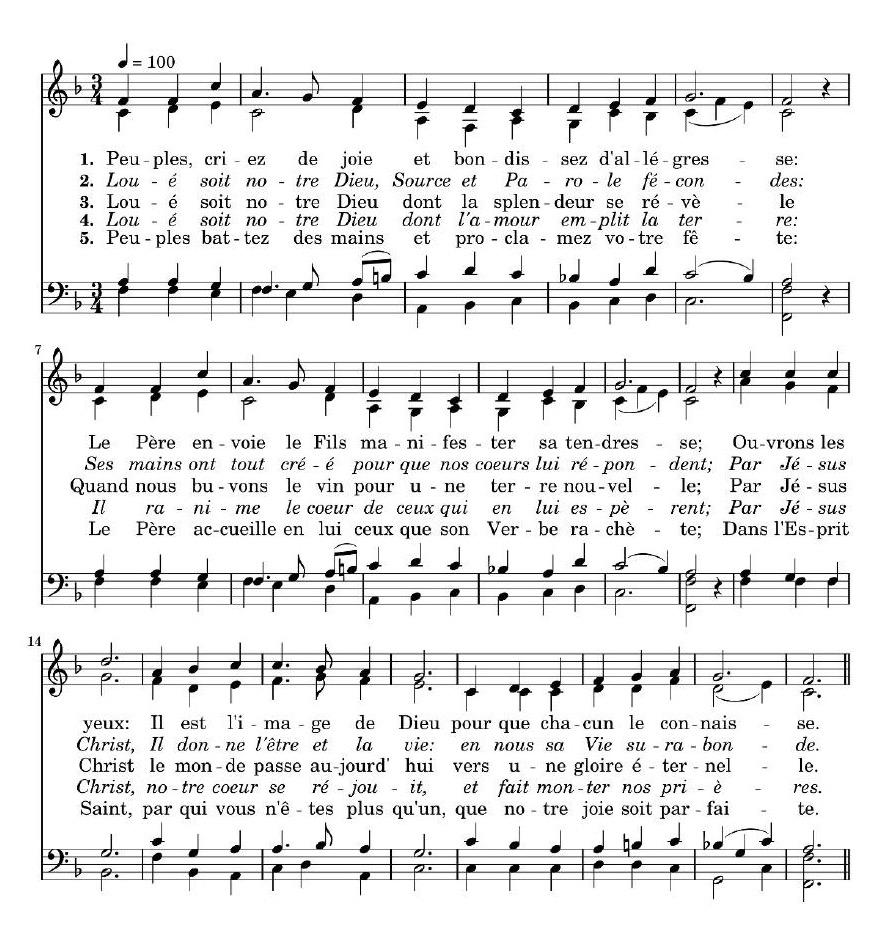 = 100
3 4
1. Peu - ples, cri - ez de joie et bon - dis - sez d'al - lé - gres - se:
2. Lou - é soit no - tre Dieu, Source et Pa - ro - le fé - con - des:
3. Lou - é soit no - tre Dieu dont la splen - deur se ré - vè - le
4. Lou - é soit no - tre Dieu dont l'a - mour em - plit la ter - re:
5. Peu - ples bat - tez des mains et pro - cla - mez vo - tre fê - te:
3 4
7
Le Père en - voie le Fils ma - ni - fes - ter sa ten - dres - se; Ou - vrons les
Ses mains ont tout cré - é pour que nos coeurs lui ré - pon - dent; Par Jé - sus
Quand nous bu - vons le vin pour u - ne ter - re nou - vel - le; Par Jé - sus
Il ra - ni - me le coeur de ceux qui en lui es - pè - rent; Par Jé - sus
Le Père ac - cueille en lui ceux que son Ver - be ra - chè - te; Dans l'Es - prit
14
yeux: Il est l'i - ma - ge de Dieu pour que cha - cun le con - nais - se.
Christ, Il don - ne l'être et la vie: en nous sa Vie su - ra - bon - de.
Christ le mon - de passe au - jourd' hui vers u - ne gloire é - ter - nel - le.
Christ, no - tre coeur se ré - jou - it, et fait mon - ter nos pri - è - res.
Saint, par qui vous n'ê - tes plus qu'un, que no - tre joie soit par - fai - te.